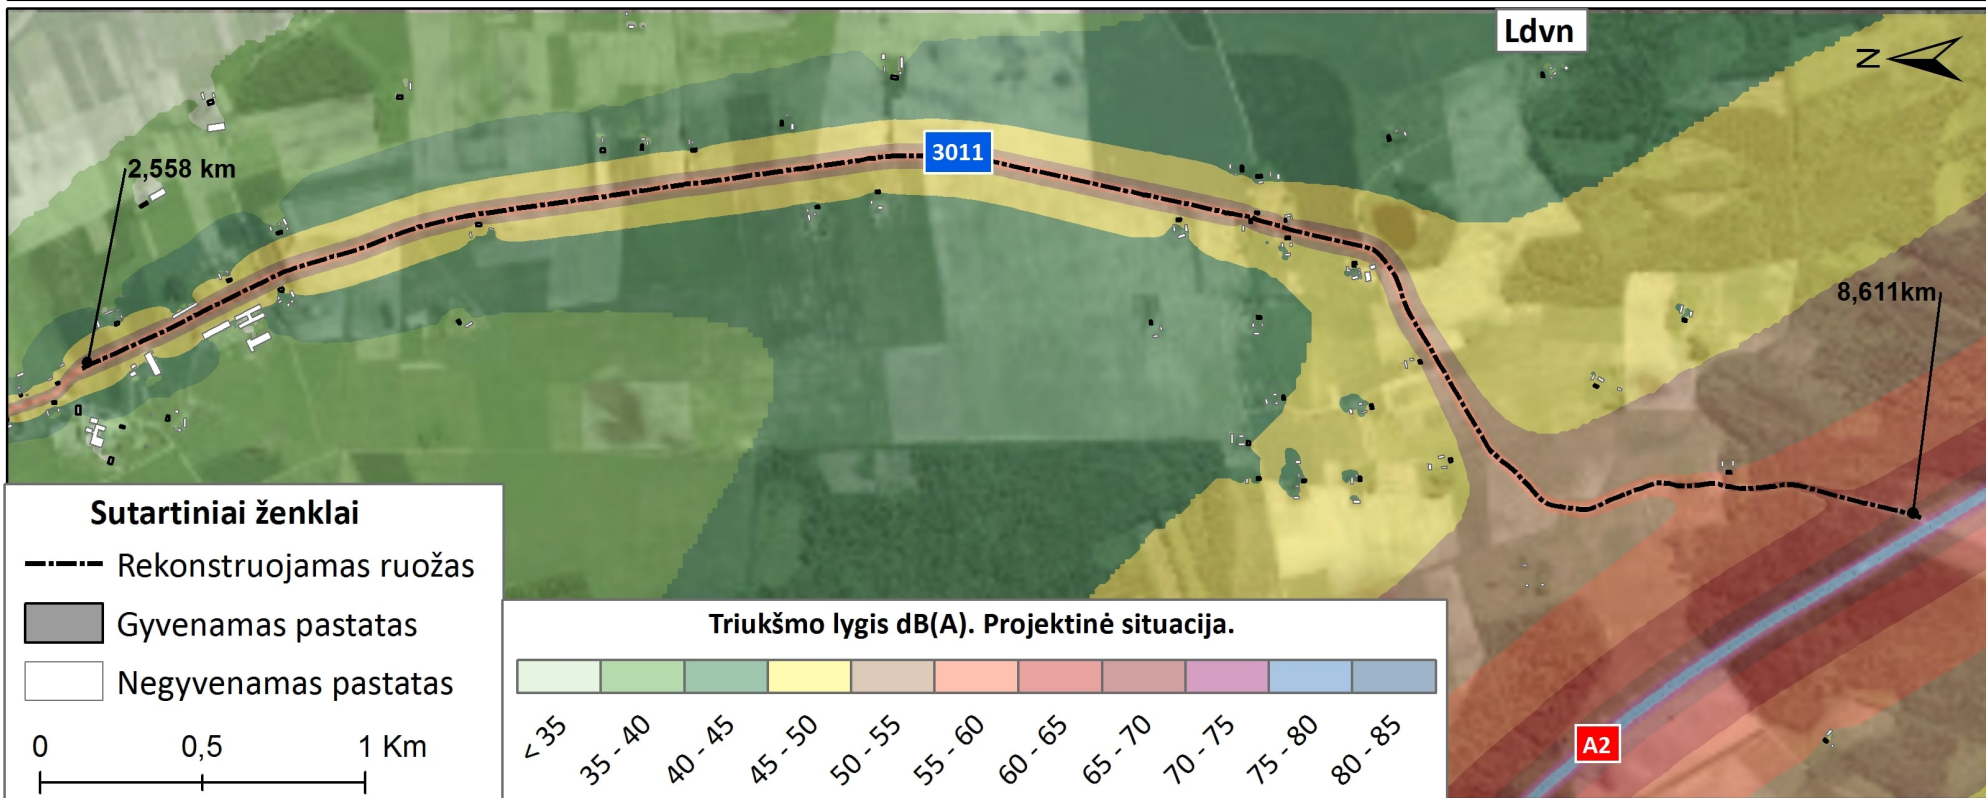 Ldvn
N
3011
2,558 km
8,611km
Sutartiniai ženklai
Rekonstruojamas ruožas
Gyvenamas pastatas
Negyvenamas pastatas
0 0,5 1 Km
Triukšmo lygis dB(A). Projektinė situacija.
< 35 35 - 40 40 - 45 45 - 50 50 - 55 55 - 60 60 - 65 65 - 70 70 - 75 75 - 80 80 - 85
A2